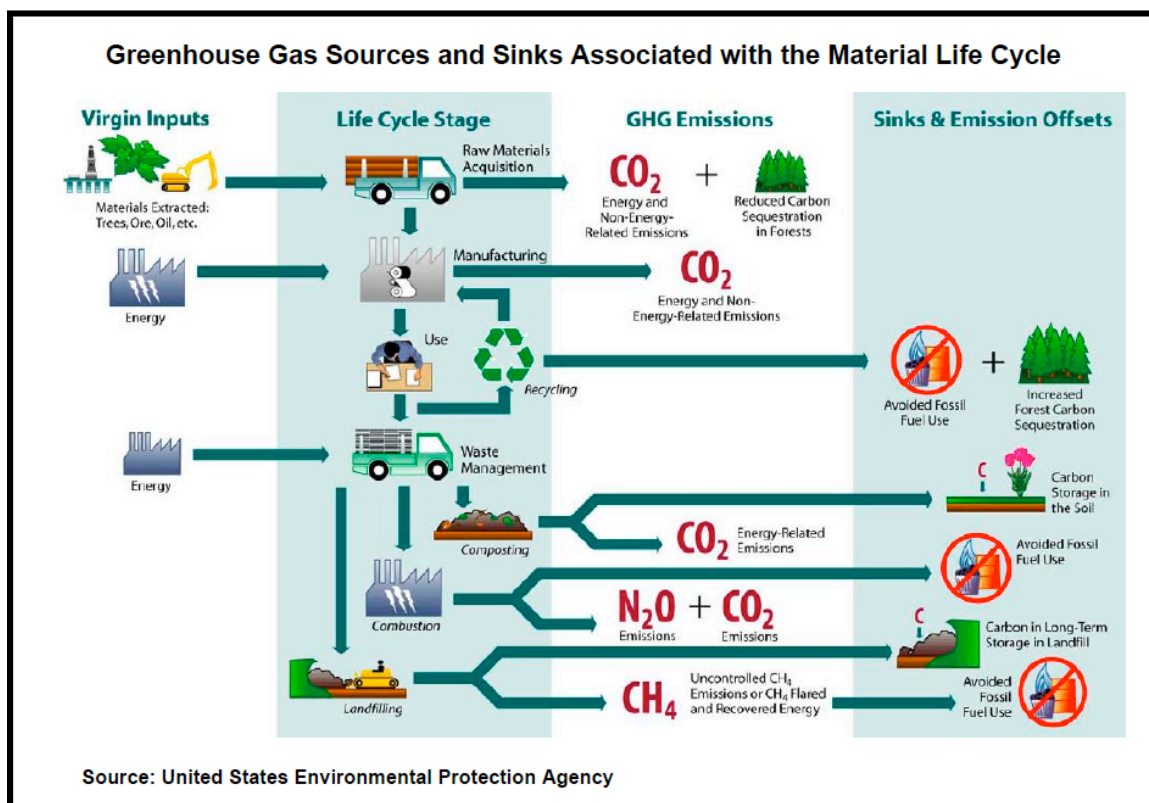 Greenhouse Gas Sources and Sinks Associated with the Material Life Cycle
Virgin Inputs
Life Cycle Stage
GHG Emissions
Sinks & Emission Offsets
Materials Extracted:
Trees, Ore, Oil, etc.
Raw Materials
Acquisition
CO2
Energy and
Non-Energy-
Related Emissions
+
Reduced Carbon
Sequestration
in Forests
Energy
Manufacturing
CO2
Energy and Non-
Energy-Related Emissions
Use
Recycling
Avoided Fossil
Fuel Use
+
Increased
Forest Carbon
Sequestration
Energy
Waste
Management
Composting
C
Carbon
Storage in
the Soil
CO2
Energy-Related
Emissions
Combustion
Avoided Fossil
Fuel Use
N2O
Emissions
+
CO2
Emissions
Landfilling
C
Carbon in Long-Term
Storage in Landfill
CH4
Uncontrolled CH4
Emissions or CH4 Flared
and Recovered Energy
Avoided
Fossil
Fuel Use
Source: United States Environmental Protection Agency